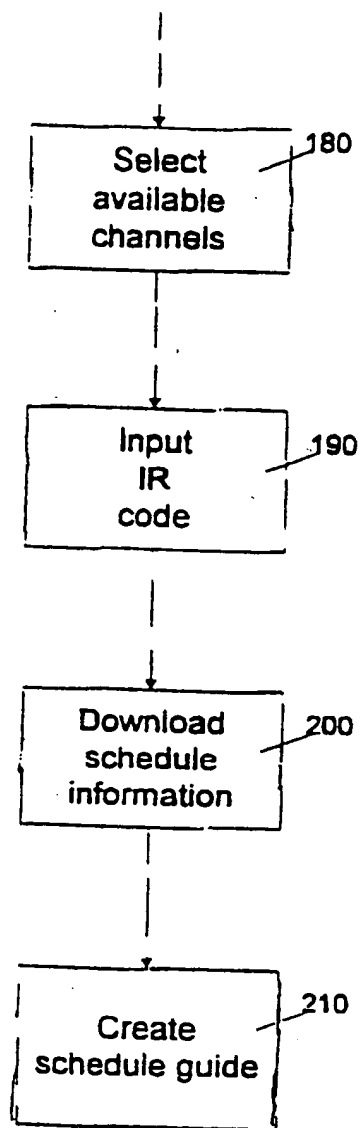 180
Select
available
channels
190
Input
IR
code
200
Download
schedule
information
210
Create
schedule guide